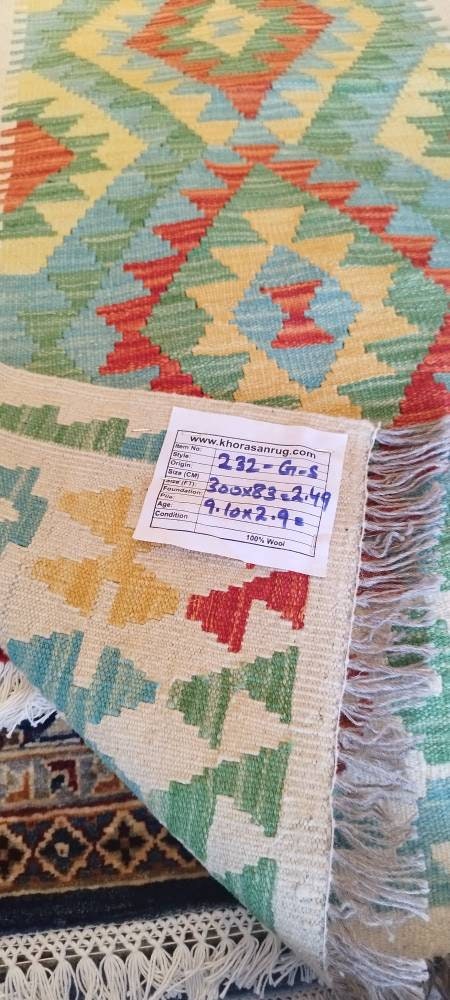 www.khorasanrug.com
Item No:
Style: 232-G-S
Origin:
Size (CM) 300x83=2.49
Size (FT) 9.10x2.9=
Foundation:
Pile:
Age:
Condition
100% Wool